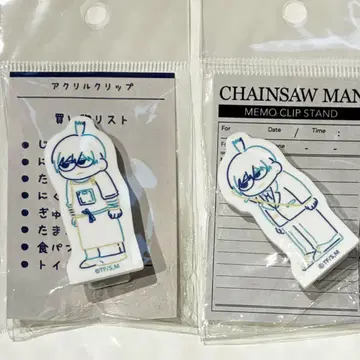 アクリルクリップ
買い物リスト
じ
に
た
にく
ぎゅ
たま
食パ
トイ
©TF/S,M
CHAINSAW MAN
MEMO CLIP STAND
For
Date
Time :
©TF/S,M